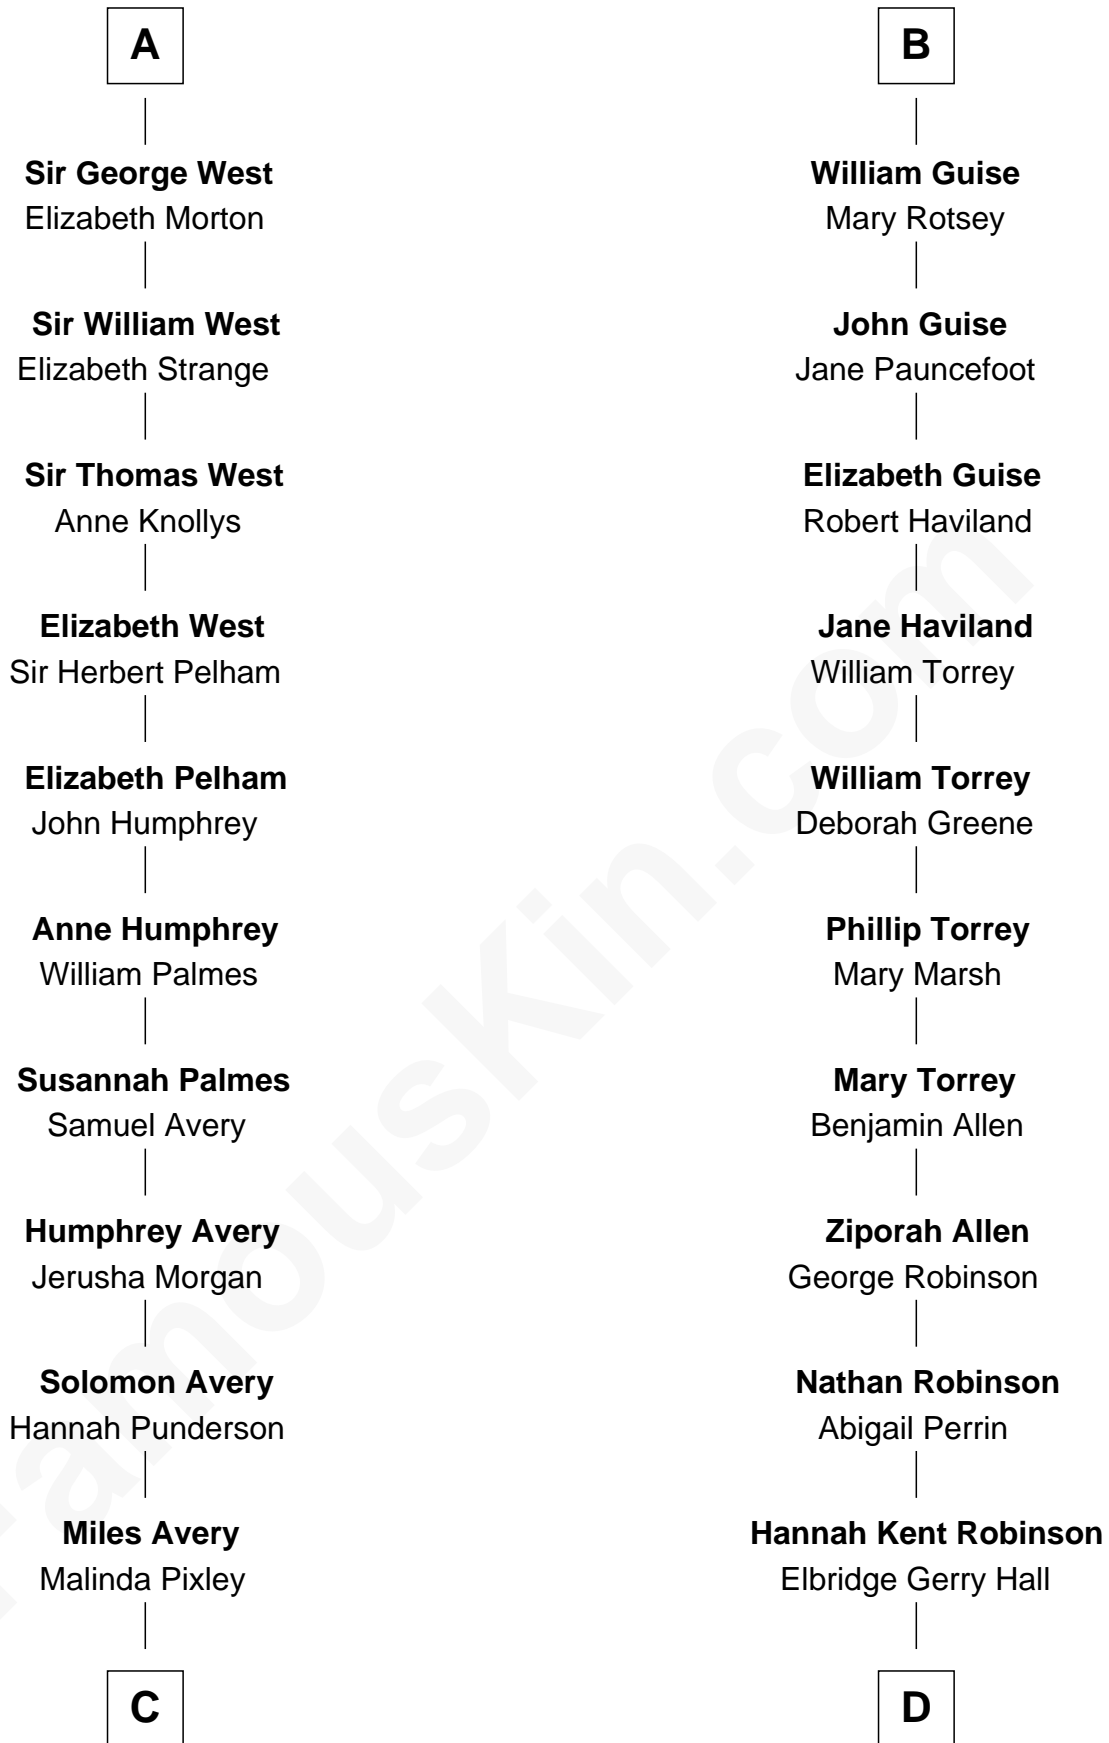 A
Sir George West
Elizabeth Morton
Sir William West
Elizabeth Strange
Sir Thomas West
Anne Knollys
Elizabeth West
Sir Herbert Pelham
Elizabeth Pelham
John Humphrey
Anne Humphrey
William Palmes
Susannah Palmes
Samuel Avery
Humphrey Avery
Jerusha Morgan
Solomon Avery
Hannah Punderson
Miles Avery
Malinda Pixley
C
B
William Guise
Mary Rotsey
John Guise
Jane Pauncefoot
Elizabeth Guise
Robert Haviland
Jane Haviland
William Torrey
William Torrey
Deborah Greene
Phillip Torrey
Mary Marsh
Mary Torrey
Benjamin Allen
Ziporah Allen
George Robinson
Nathan Robinson
Abigail Perrin
Hannah Kent Robinson
Elbridge Gerry Hall
D
FamousKin.com